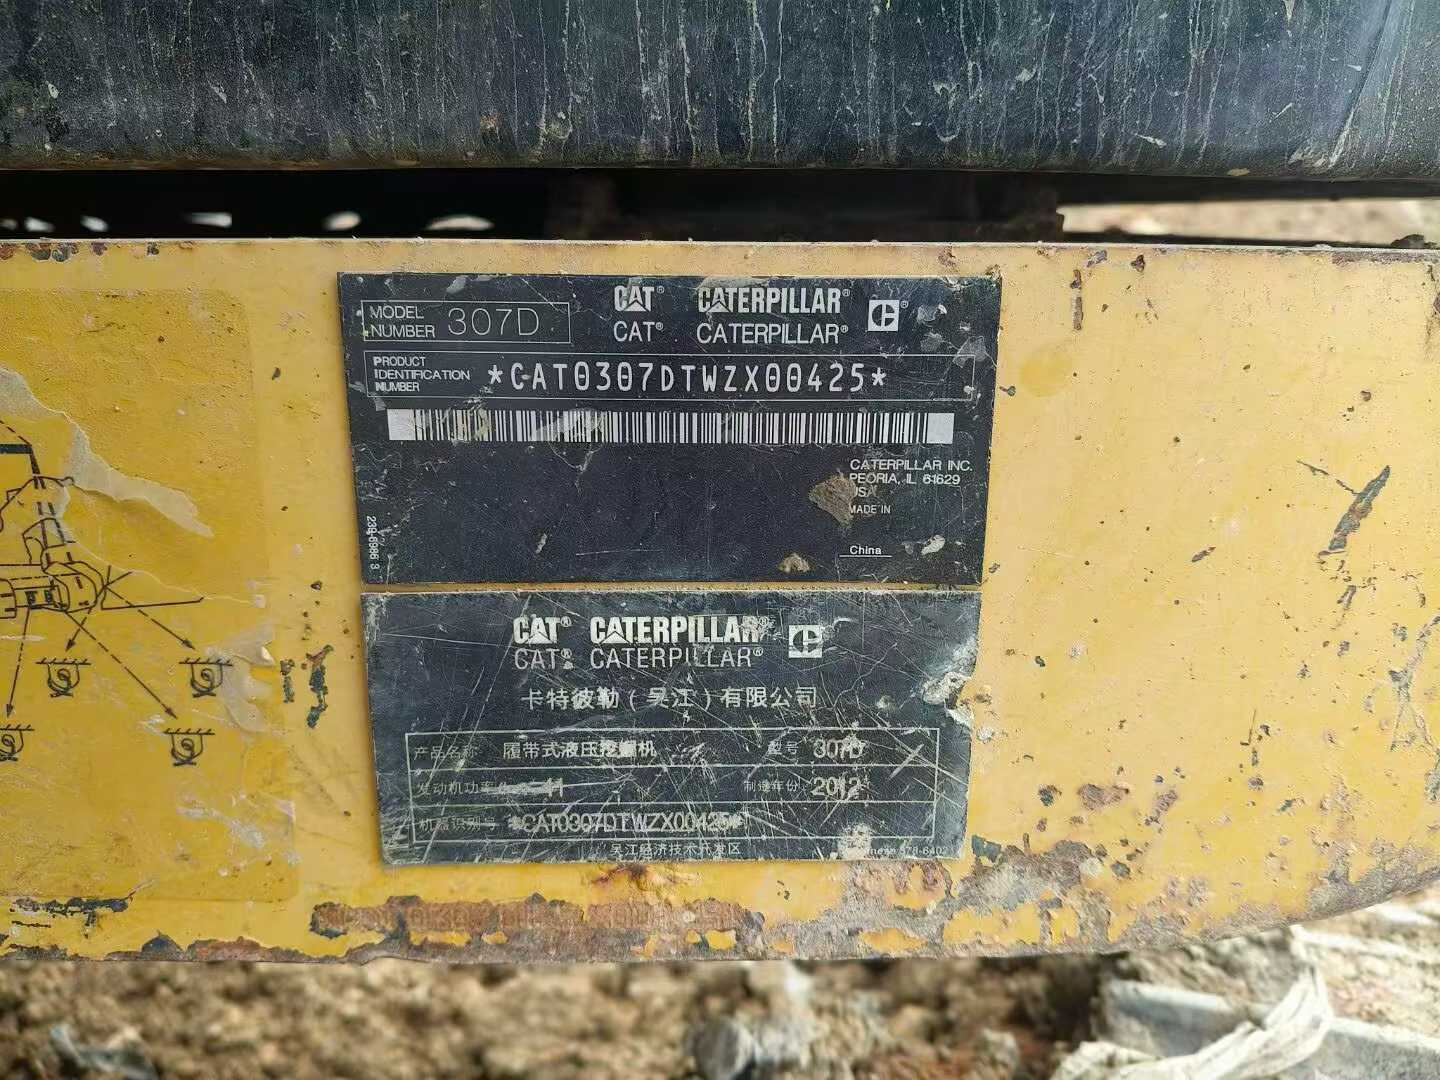 MODEL NUMBER 307D
CAT® CATERPILLAR®
CAT® CATERPILLAR®
PRODUCT IDENTIFICATION NUMBER *CAT0307DTWZX00425*
CATERPILLAR INC.
PEORIA, IL 61629
USA
MADE IN
China
CAT® CATERPILLAR®
CAT® CATERPILLAR®
卡特彼勒(吴江)有限公司
产品名称 履带式液压挖掘机 型号 307D
发动机功率 41 制造年份 2012
机器识别号 *CAT0307DTWZX00425*
吴江经济技术开发区